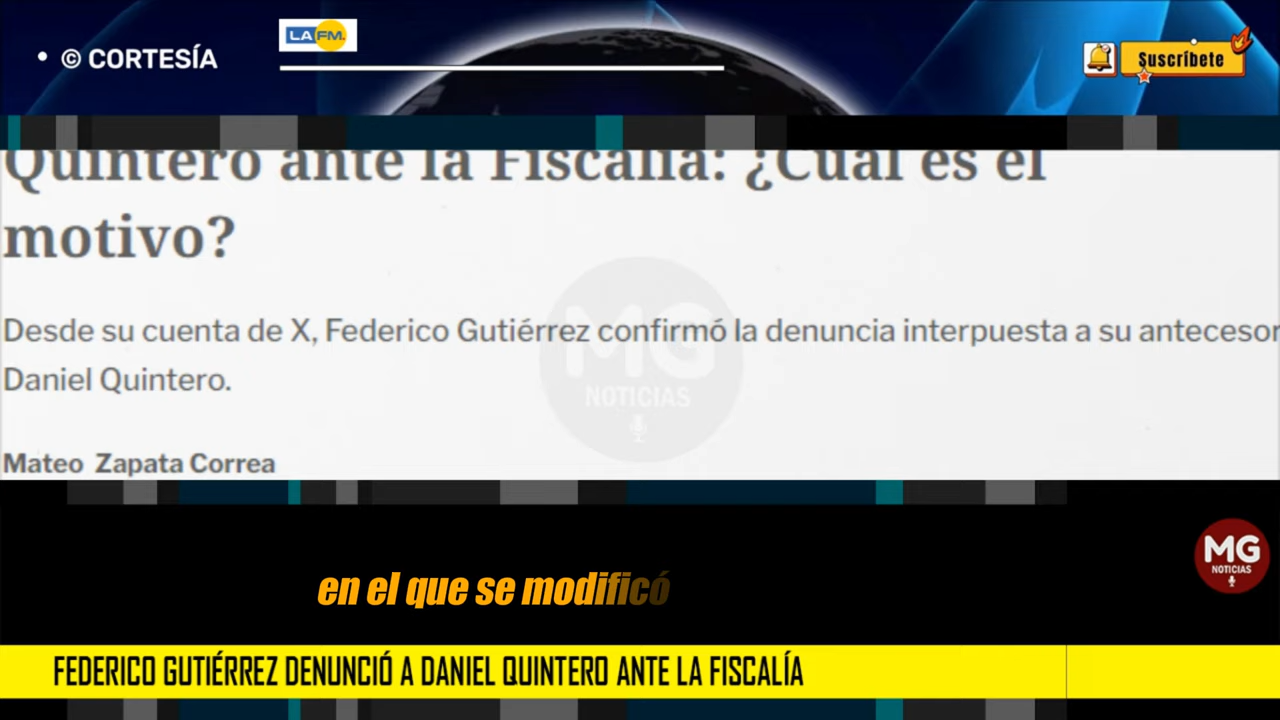 • © CORTESÍA
LA FM.
Suscríbete
Quintero ante la Fiscalía: ¿Cuál es el
motivo?
Desde su cuenta de X, Federico Gutiérrez confirmó la denuncia interpuesta a su antecesor
Daniel Quintero.
Mateo Zapata Correa
MG
NOTICIAS
en el que se modificó
MG
NOTICIAS
FEDERICO GUTIÉRREZ DENUNCIÓ A DANIEL QUINTERO ANTE LA FISCALÍA